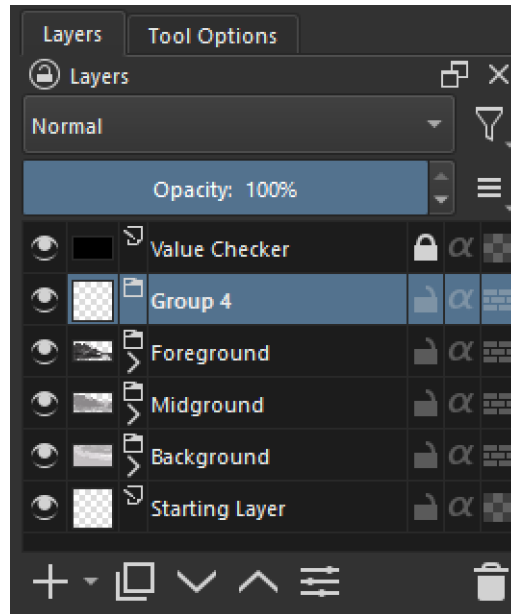 Layers Tool Options
Layers
Normal
Opacity: 100%
Value Checker α
Group 4 α
Foreground α
Midground α
Background α
Starting Layer α